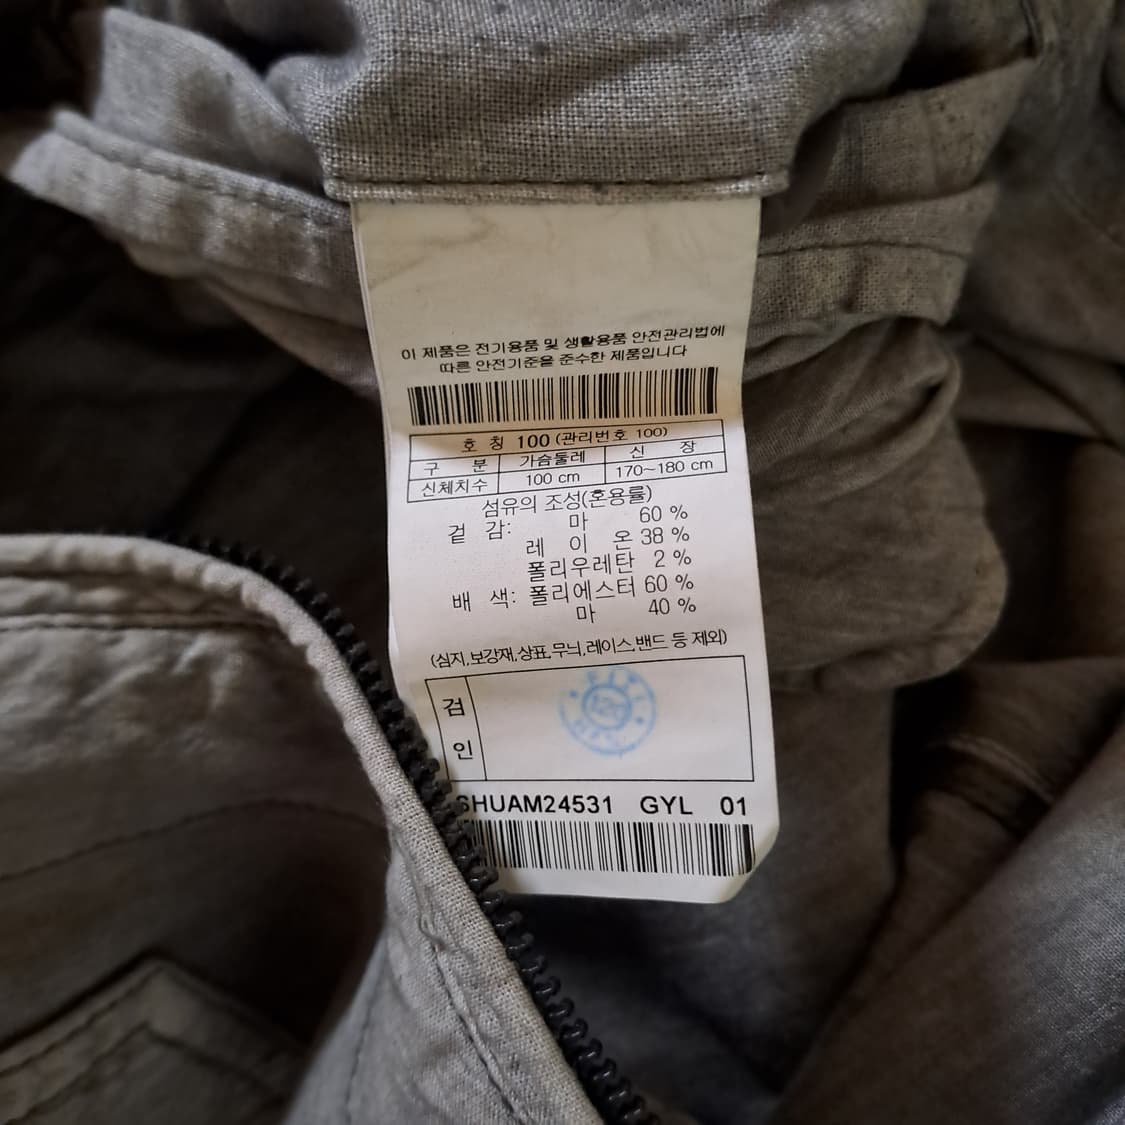 이 제품은 전기용품 및 생활용품 안전관리법에
따른 안전기준을 준수한 제품입니다
호 칭 100 (관리번호 100)
구 분 가슴둘레 신 장
신체치수 100 cm 170~180 cm
섬유의 조성(혼용률)
겉 감: 마 60 %
레 이 온 38 %
폴리우레탄 2 %
배 색: 폴리에스터 60 %
마 40 %
(심지,보강재,상표,무늬,레이스,밴드 등 제외)
검
인
SHUAM24531 GYL 01